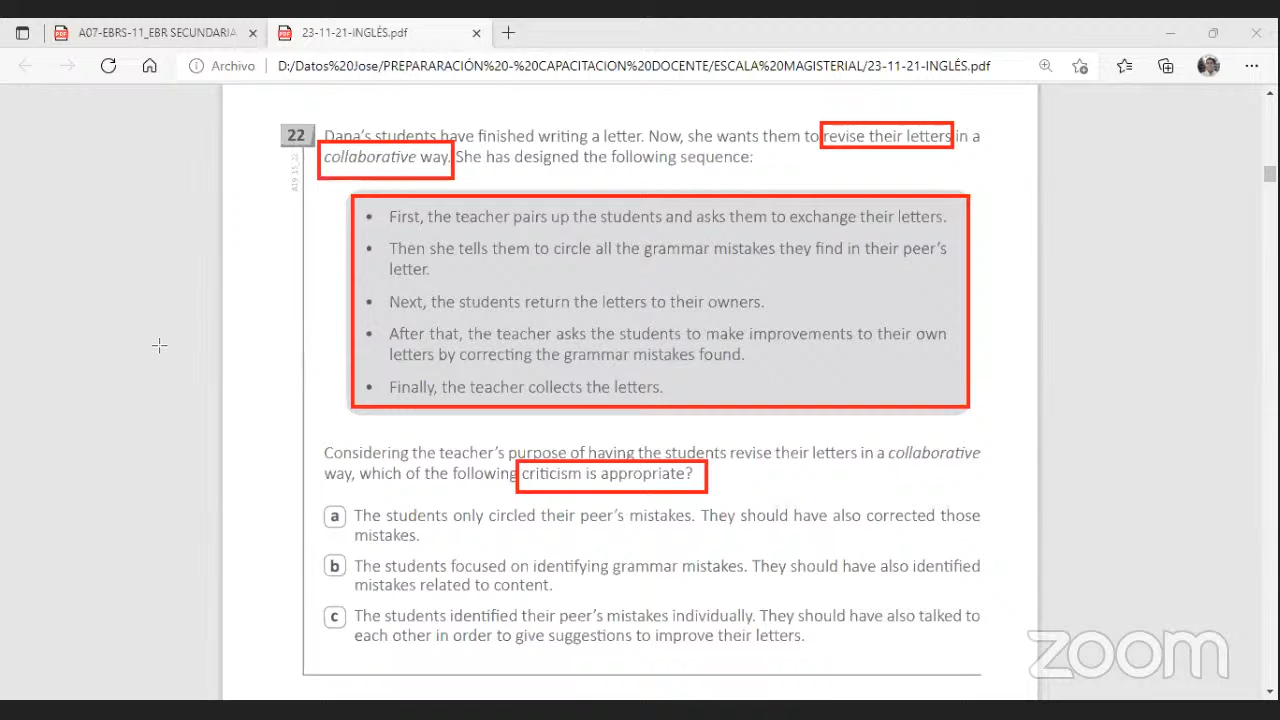 A07-EBRS-11_EBR SECUNDARIA
23-11-21-INGLÉS.pdf
Archivo
D:/Datos%20Jose/PREPARARACIÓN%20-%20CAPACITACION%20DOCENTE/ESCALA%20MAGISTERIAL/23-11-21-INGLÉS.pdf
22
Dana's students have finished writing a letter. Now, she wants them to revise their letters in a
collaborative way. She has designed the following sequence:
A19_15_22
• First, the teacher pairs up the students and asks them to exchange their letters.
• Then she tells them to circle all the grammar mistakes they find in their peer's
letter.
• Next, the students return the letters to their owners.
• After that, the teacher asks the students to make improvements to their own
letters by correcting the grammar mistakes found.
• Finally, the teacher collects the letters.
Considering the teacher's purpose of having the students revise their letters in a collaborative
way, which of the following criticism is appropriate?
a The students only circled their peer's mistakes. They should have also corrected those
mistakes.
b The students focused on identifying grammar mistakes. They should have also identified
mistakes related to content.
c The students identified their peer's mistakes individually. They should have also talked to
each other in order to give suggestions to improve their letters.
zoom